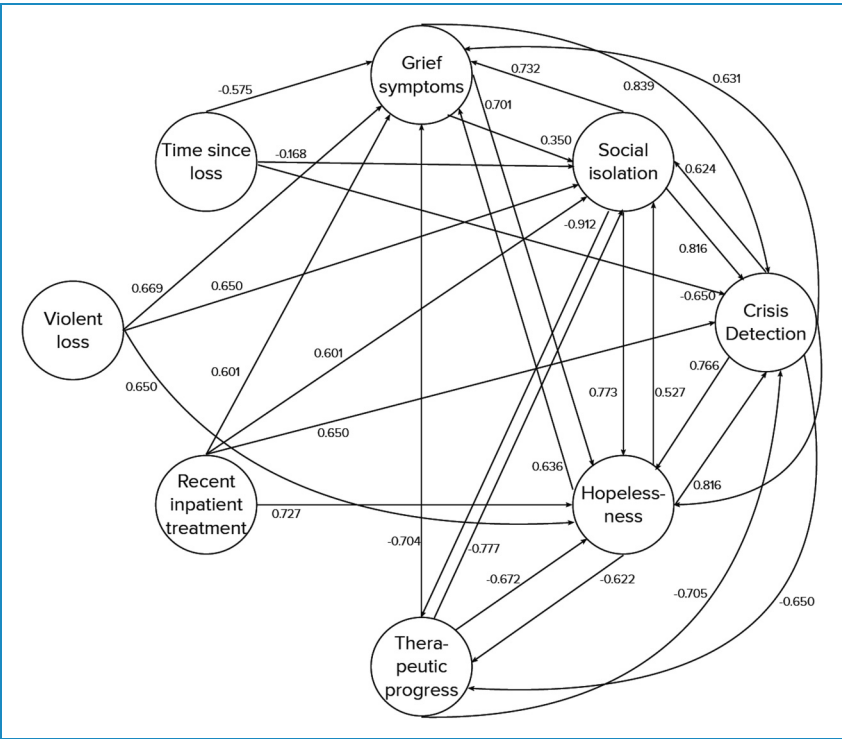 Grief
symptoms
0.732
0.839
0.631
-0.575
0.701
0.350
Time since
loss
-0.168
Social
isolation
0.624
-0.912
0.816
0.669
0.650
-0.650
Violent
loss
Crisis
Detection
0.601
0.601
0.766
0.650
0.773
0.527
0.650
0.636
0.816
Recent
inpatient
treatment
0.727
Hopeless-
ness
-0.704
-0.777
-0.672
-0.622
-0.705
-0.650
Thera-
peutic
progress